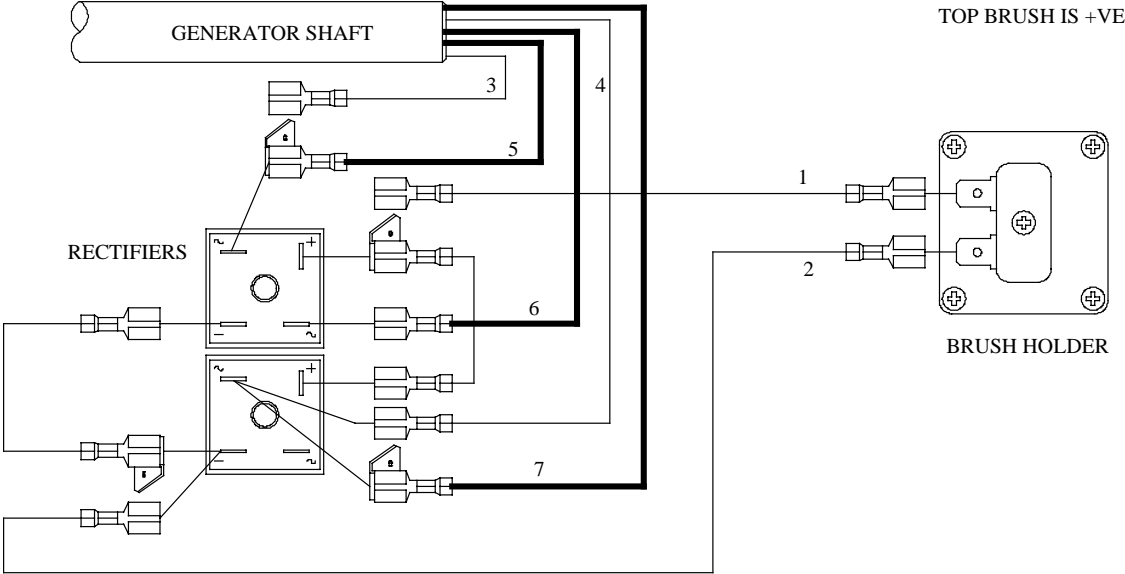 TOP BRUSH IS +VE
GENERATOR SHAFT
3
4
5
1
RECTIFIERS
~ +
2
6
- ~
BRUSH HOLDER
~ +
7
- ~